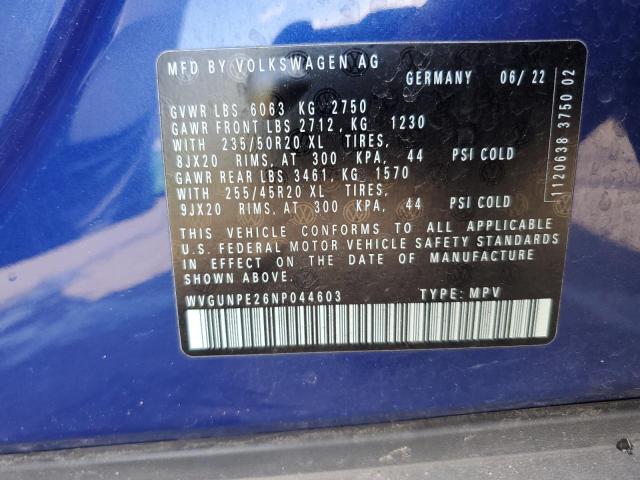 MFD BY VOLKSWAGEN AG
GERMANY 06/ 22
GVWR LBS 6063 KG 2750
GAWR FRONT LBS 2712, KG 1230
WITH 235/50R20 XL TIRES,
8JX20 RIMS, AT 300 KPA, 44 PSI COLD
GAWR REAR LBS 3461, KG 1570
WITH 255/45R20 XL TIRES,
9JX20 RIMS, AT 300 KPA, 44 PSI COLD
THIS VEHICLE CONFORMS TO ALL APPLICABLE
U.S. FEDERAL MOTOR VEHICLE SAFETY STANDARDS
IN EFFECT ON THE DATE OF MANUFACTURE
SHOWN ABOVE.
WVGUNPE26NP044603 TYPE: MPV
1120638 3750 02